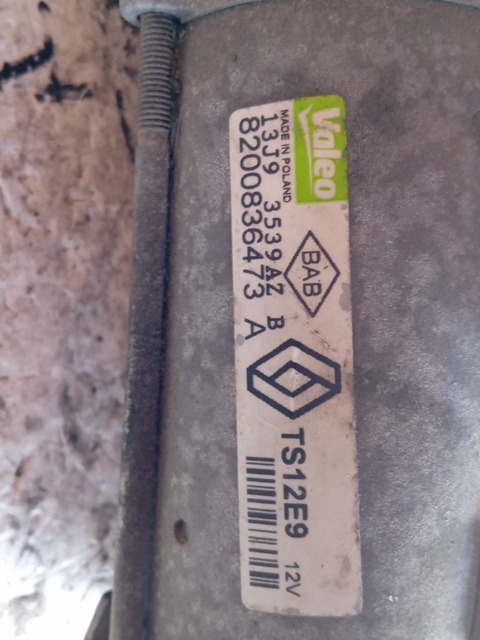 Valeo
MADE IN POLAND
13J9 3539AZ B
8200836473 A
BAB
TS12E9
12V